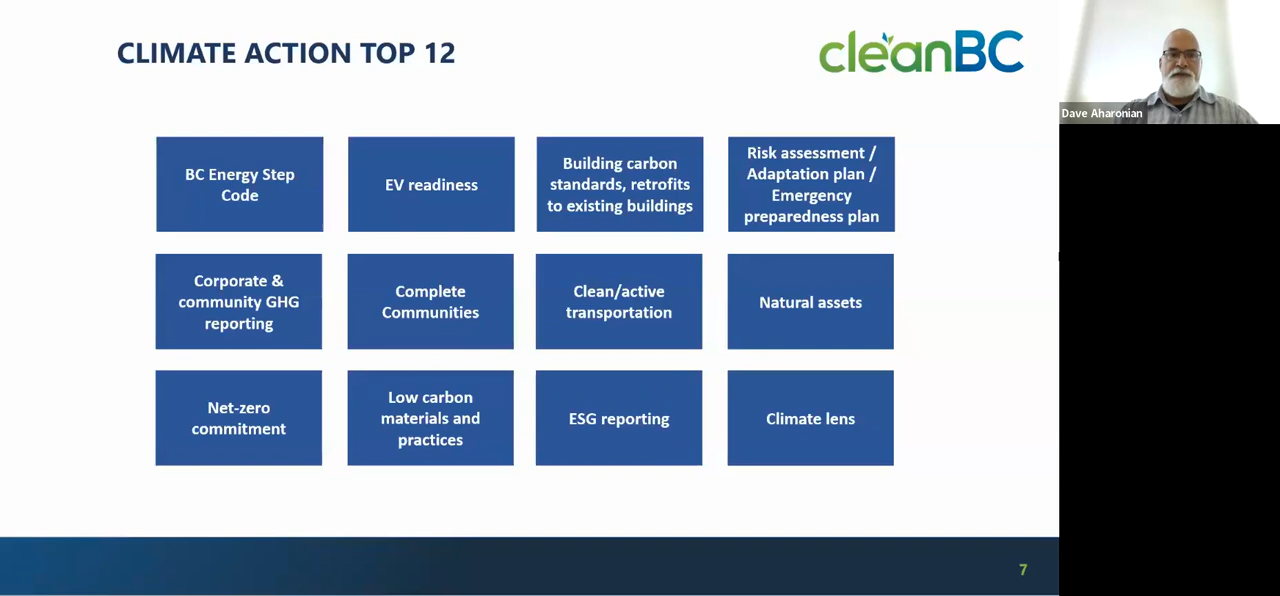 CLIMATE ACTION TOP 12
cleanBC
Dave Aharonian
BC Energy Step
Code
EV readiness
Building carbon
standards, retrofits
to existing buildings
Risk assessment /
Adaptation plan /
Emergency
preparedness plan
Corporate &
community GHG
reporting
Complete
Communities
Clean/active
transportation
Natural assets
Net-zero
commitment
Low carbon
materials and
practices
ESG reporting
Climate lens
7